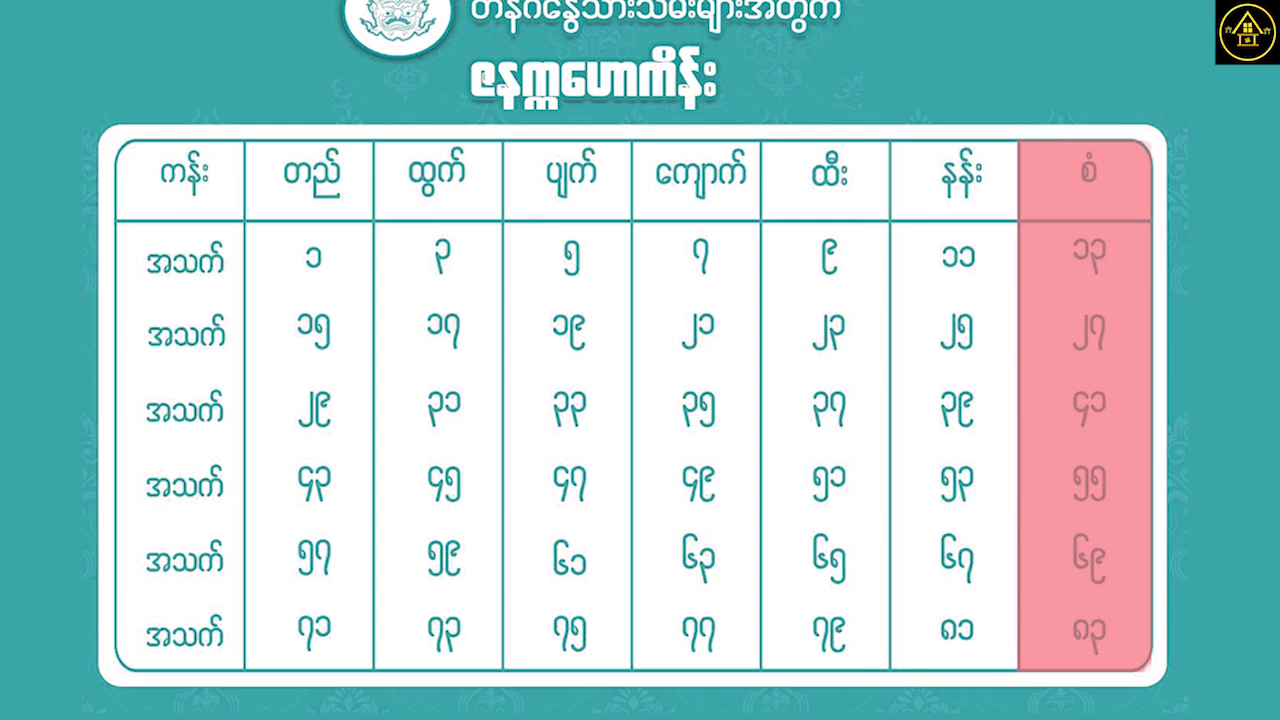 တနင်္ဂနွေသားသမီးများအတွက်
ဇနက္ကဟောကိန်း
ကန်း တည် ထွက် ပျက် ကျောက် ထီး နန်း စံ
အသက် ၁ ၃ ၅ ၇ ၉ ၁၁ ၁၃
အသက် ၁၅ ၁၇ ၁၉ ၂၁ ၂၃ ၂၅ ၂၇
အသက် ၂၉ ၃၁ ၃၃ ၃၅ ၃၇ ၃၉ ၄၁
အသက် ၄၃ ၄၅ ၄၇ ၄၉ ၅၁ ၅၃ ၅၅
အသက် ၅၇ ၅၉ ၆၁ ၆၃ ၆၅ ၆၇ ၆၉
အသက် ၇၁ ၇၃ ၇၅ ၇၇ ၇၉ ၈၁ ၈၃